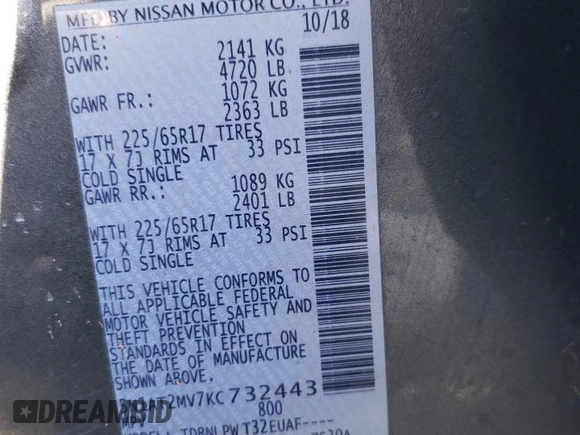 MFD BY NISSAN MOTOR CO., LTD.
DATE: 10/18
GVWR: 2141 KG
4720 LB
GAWR FR.: 1072 KG
2363 LB
WITH 225/65R17 TIRES
17 X 7J RIMS AT 33 PSI
COLD SINGLE
GAWR RR.: 1089 KG
2401 LB
WITH 225/65R17 TIRES
17 X 7J RIMS AT 33 PSI
COLD SINGLE
THIS VEHICLE CONFORMS TO
ALL APPLICABLE FEDERAL
MOTOR VEHICLE SAFETY AND
THEFT PREVENTION
STANDARDS IN EFFECT ON
THE DATE OF MANUFACTURE
SHOWN ABOVE.
2MV7KC732443
800
32EUAF----
AUTOBIDCAR